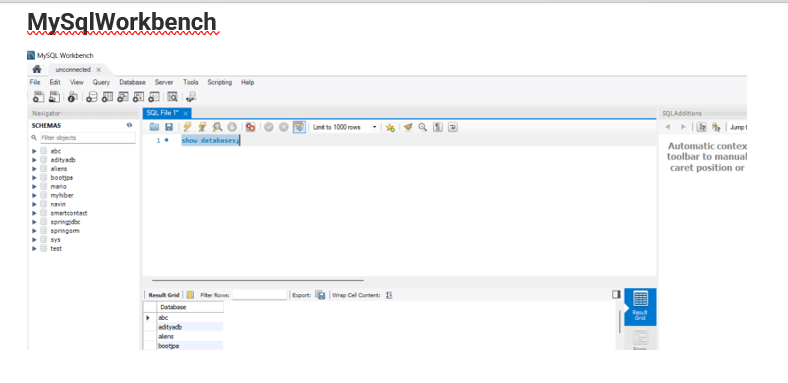 MySqlWorkbench
MySQL Workbench
unconnected ×
File Edit View Query Database Server Tools Scripting Help
Navigator
SCHEMAS
Filter objects
abc
adityadb
aliens
bootjpa
mario
myhiber
navin
smartcontact
springjdbc
springorm
sys
test
SQL File 1* ×
Limit to 1000 rows
1 show databases;
SQLAdditions
Jump t
Automatic contex
toolbar to manual
caret position or
Result Grid Filter Rows: Export: Wrap Cell Content:
Database
abc
adityadb
aliens
bootjpa
Result
Grid